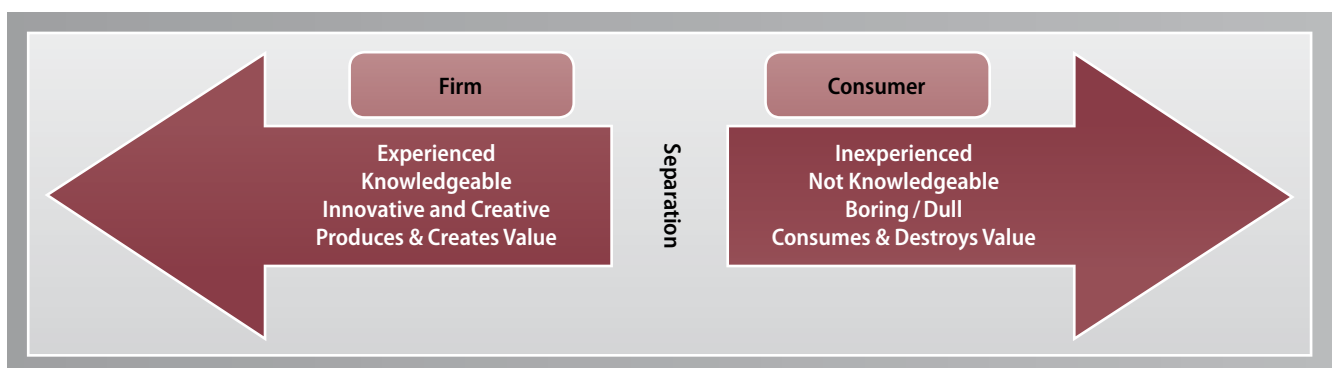 Firm
Experienced
Knowledgeable
Innovative and Creative
Produces & Creates Value
Separation
Consumer
Inexperienced
Not Knowledgeable
Boring / Dull
Consumes & Destroys Value